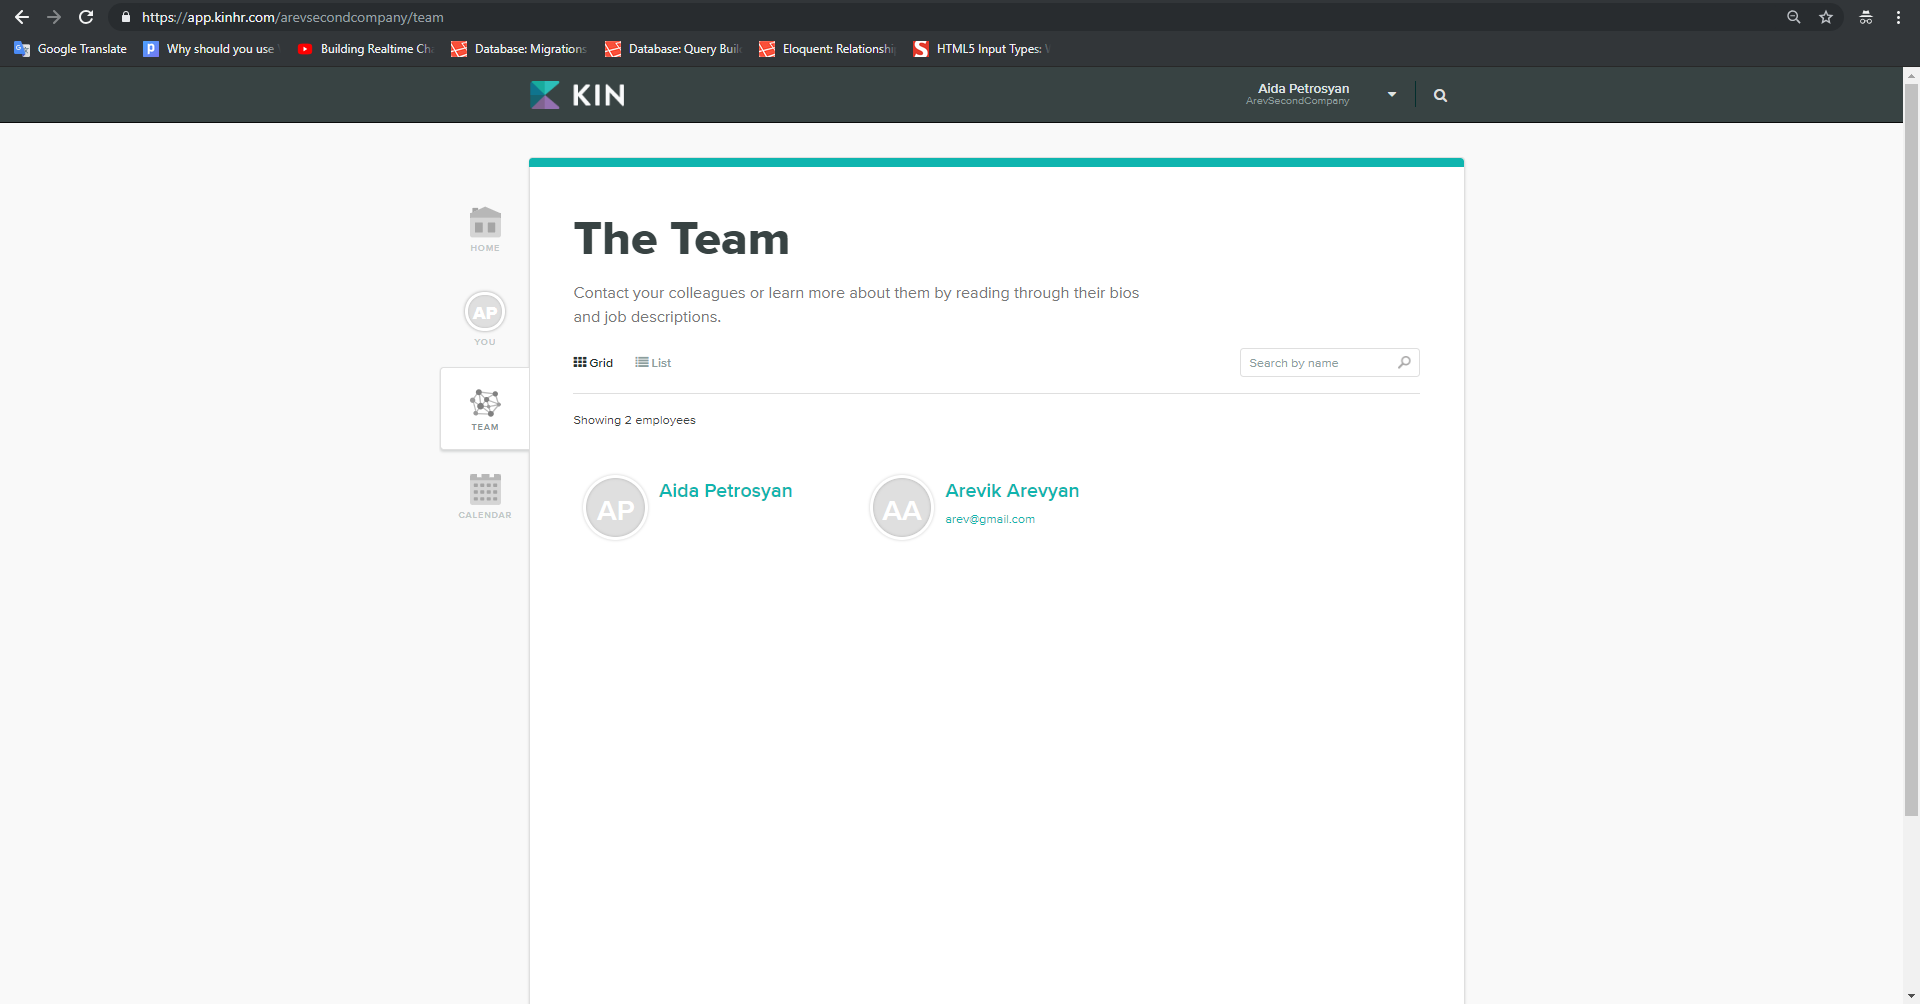 https://app.kinhr.com/arevsecondcompany/team
Google Translate
Why should you use
Building Realtime Ch
Database: Migrations
Database: Query Buil
Eloquent: Relationshi
HTML5 Input Types:
KIN
Aida Petrosyan
ArevSecondCompany
HOME
AP
YOU
TEAM
CALENDAR
The Team
Contact your colleagues or learn more about them by reading through their bios
and job descriptions.
Grid
List
Search by name
Showing 2 employees
AP
Aida Petrosyan
AA
Arevik Arevyan
arev@gmail.com